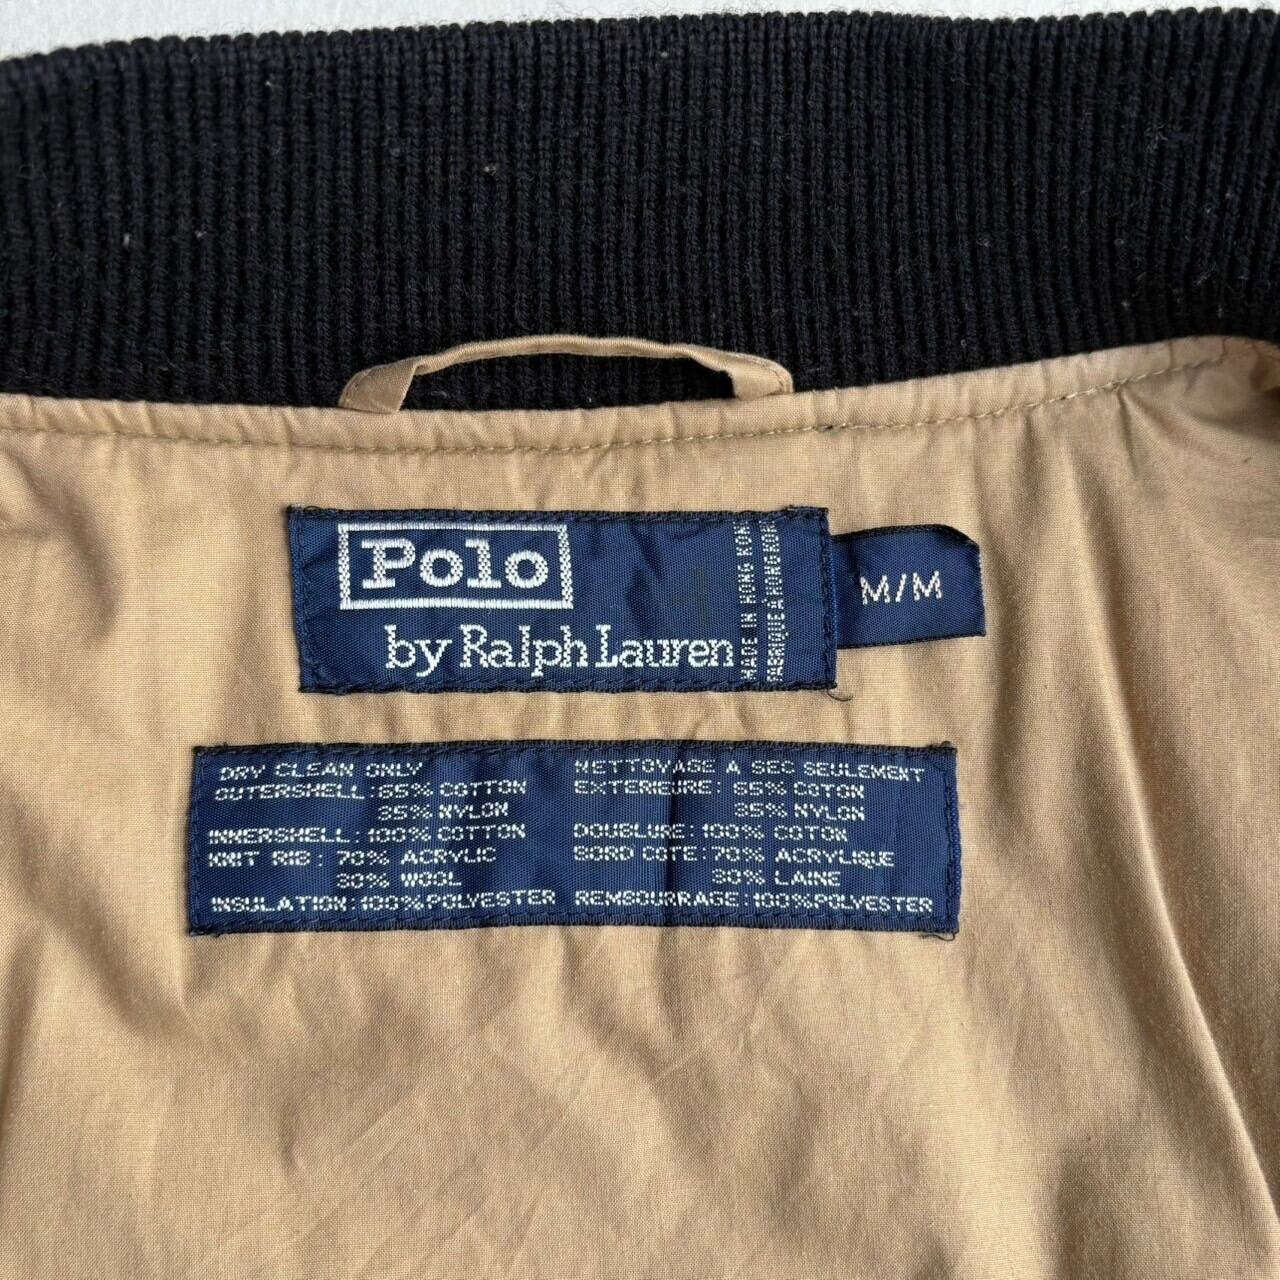 Polo
by Ralph Lauren
MADE IN HONG KONG
FABRIQUÉ À HONG KONG
M/M
DRY CLEAN ONLY
OUTERSHELL: 65% COTTON
35% NYLON
INNERSHELL: 100% COTTON
KNIT RIB: 70% ACRYLIC
30% WOOL
INSULATION: 100% POLYESTER
NETTOYAGE A SEC SEULEMENT
EXTERIEURE: 65% COTON
35% NYLON
DOUBLURE: 100% COTON
BORD COTE: 70% ACRYLIQUE
30% LAINE
REMBOURRAGE: 100% POLYESTER